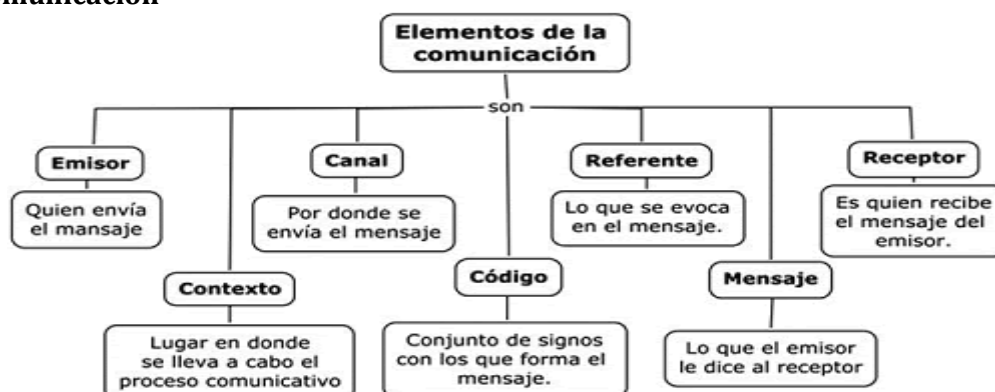 Elementos de la
comunicación
son
Emisor
Quien envía
el mansaje
Canal
Por donde se
envía el mensaje
Referente
Lo que se evoca
en el mensaje.
Receptor
Es quien recibe
el mensaje del
emisor.
Contexto
Lugar en donde
se lleva a cabo el
proceso comunicativo
Código
Conjunto de signos
con los que forma el
mensaje.
Mensaje
Lo que el emisor
le dice al receptor